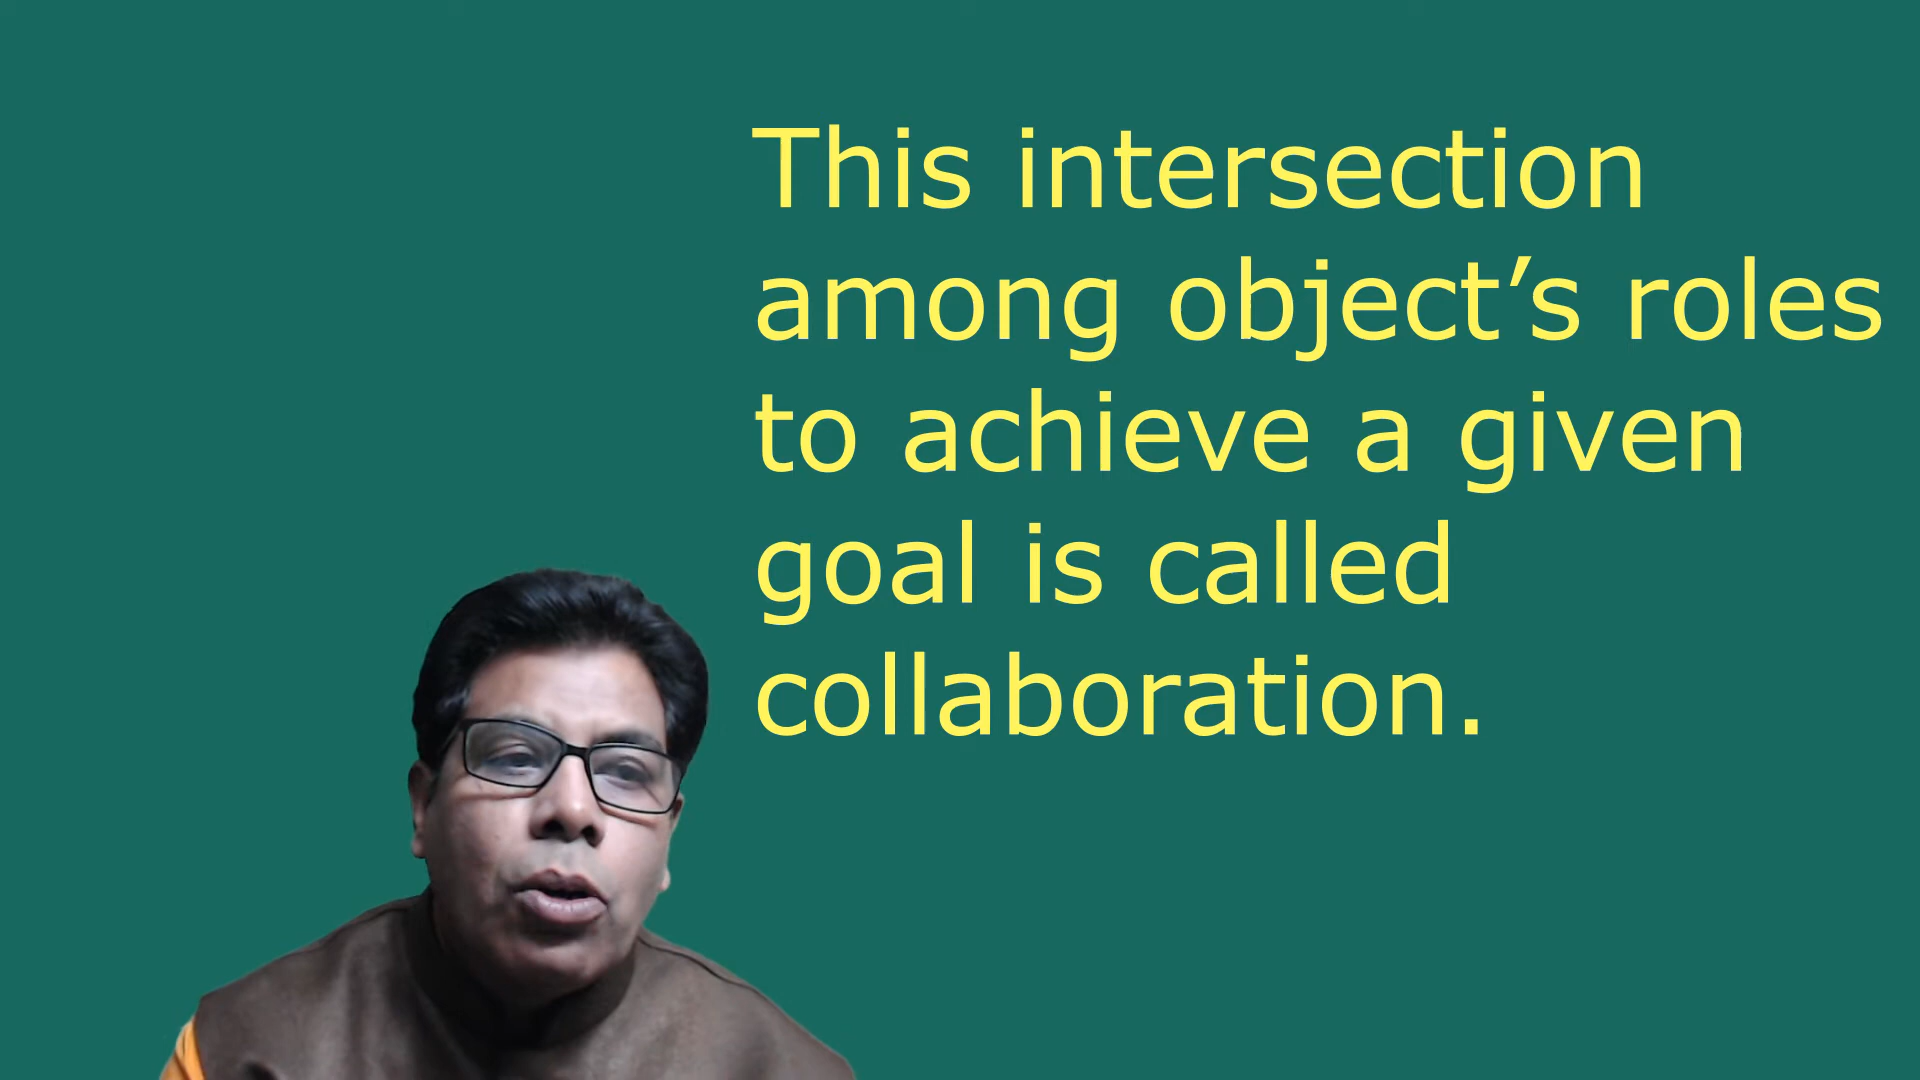 This intersection
among object’s roles
to achieve a given
goal is called
collaboration.